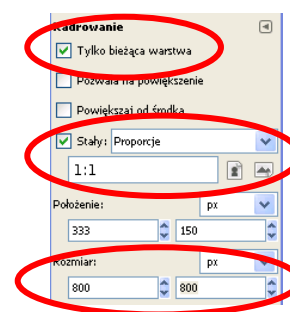 Kadrowanie
Tylko bieżąca warstwa
Pozwala na powiększenie
Powiększaj od środka
Stały: Proporcje
1:1
Położenie: px
333 150
Rozmiar: px
800 800